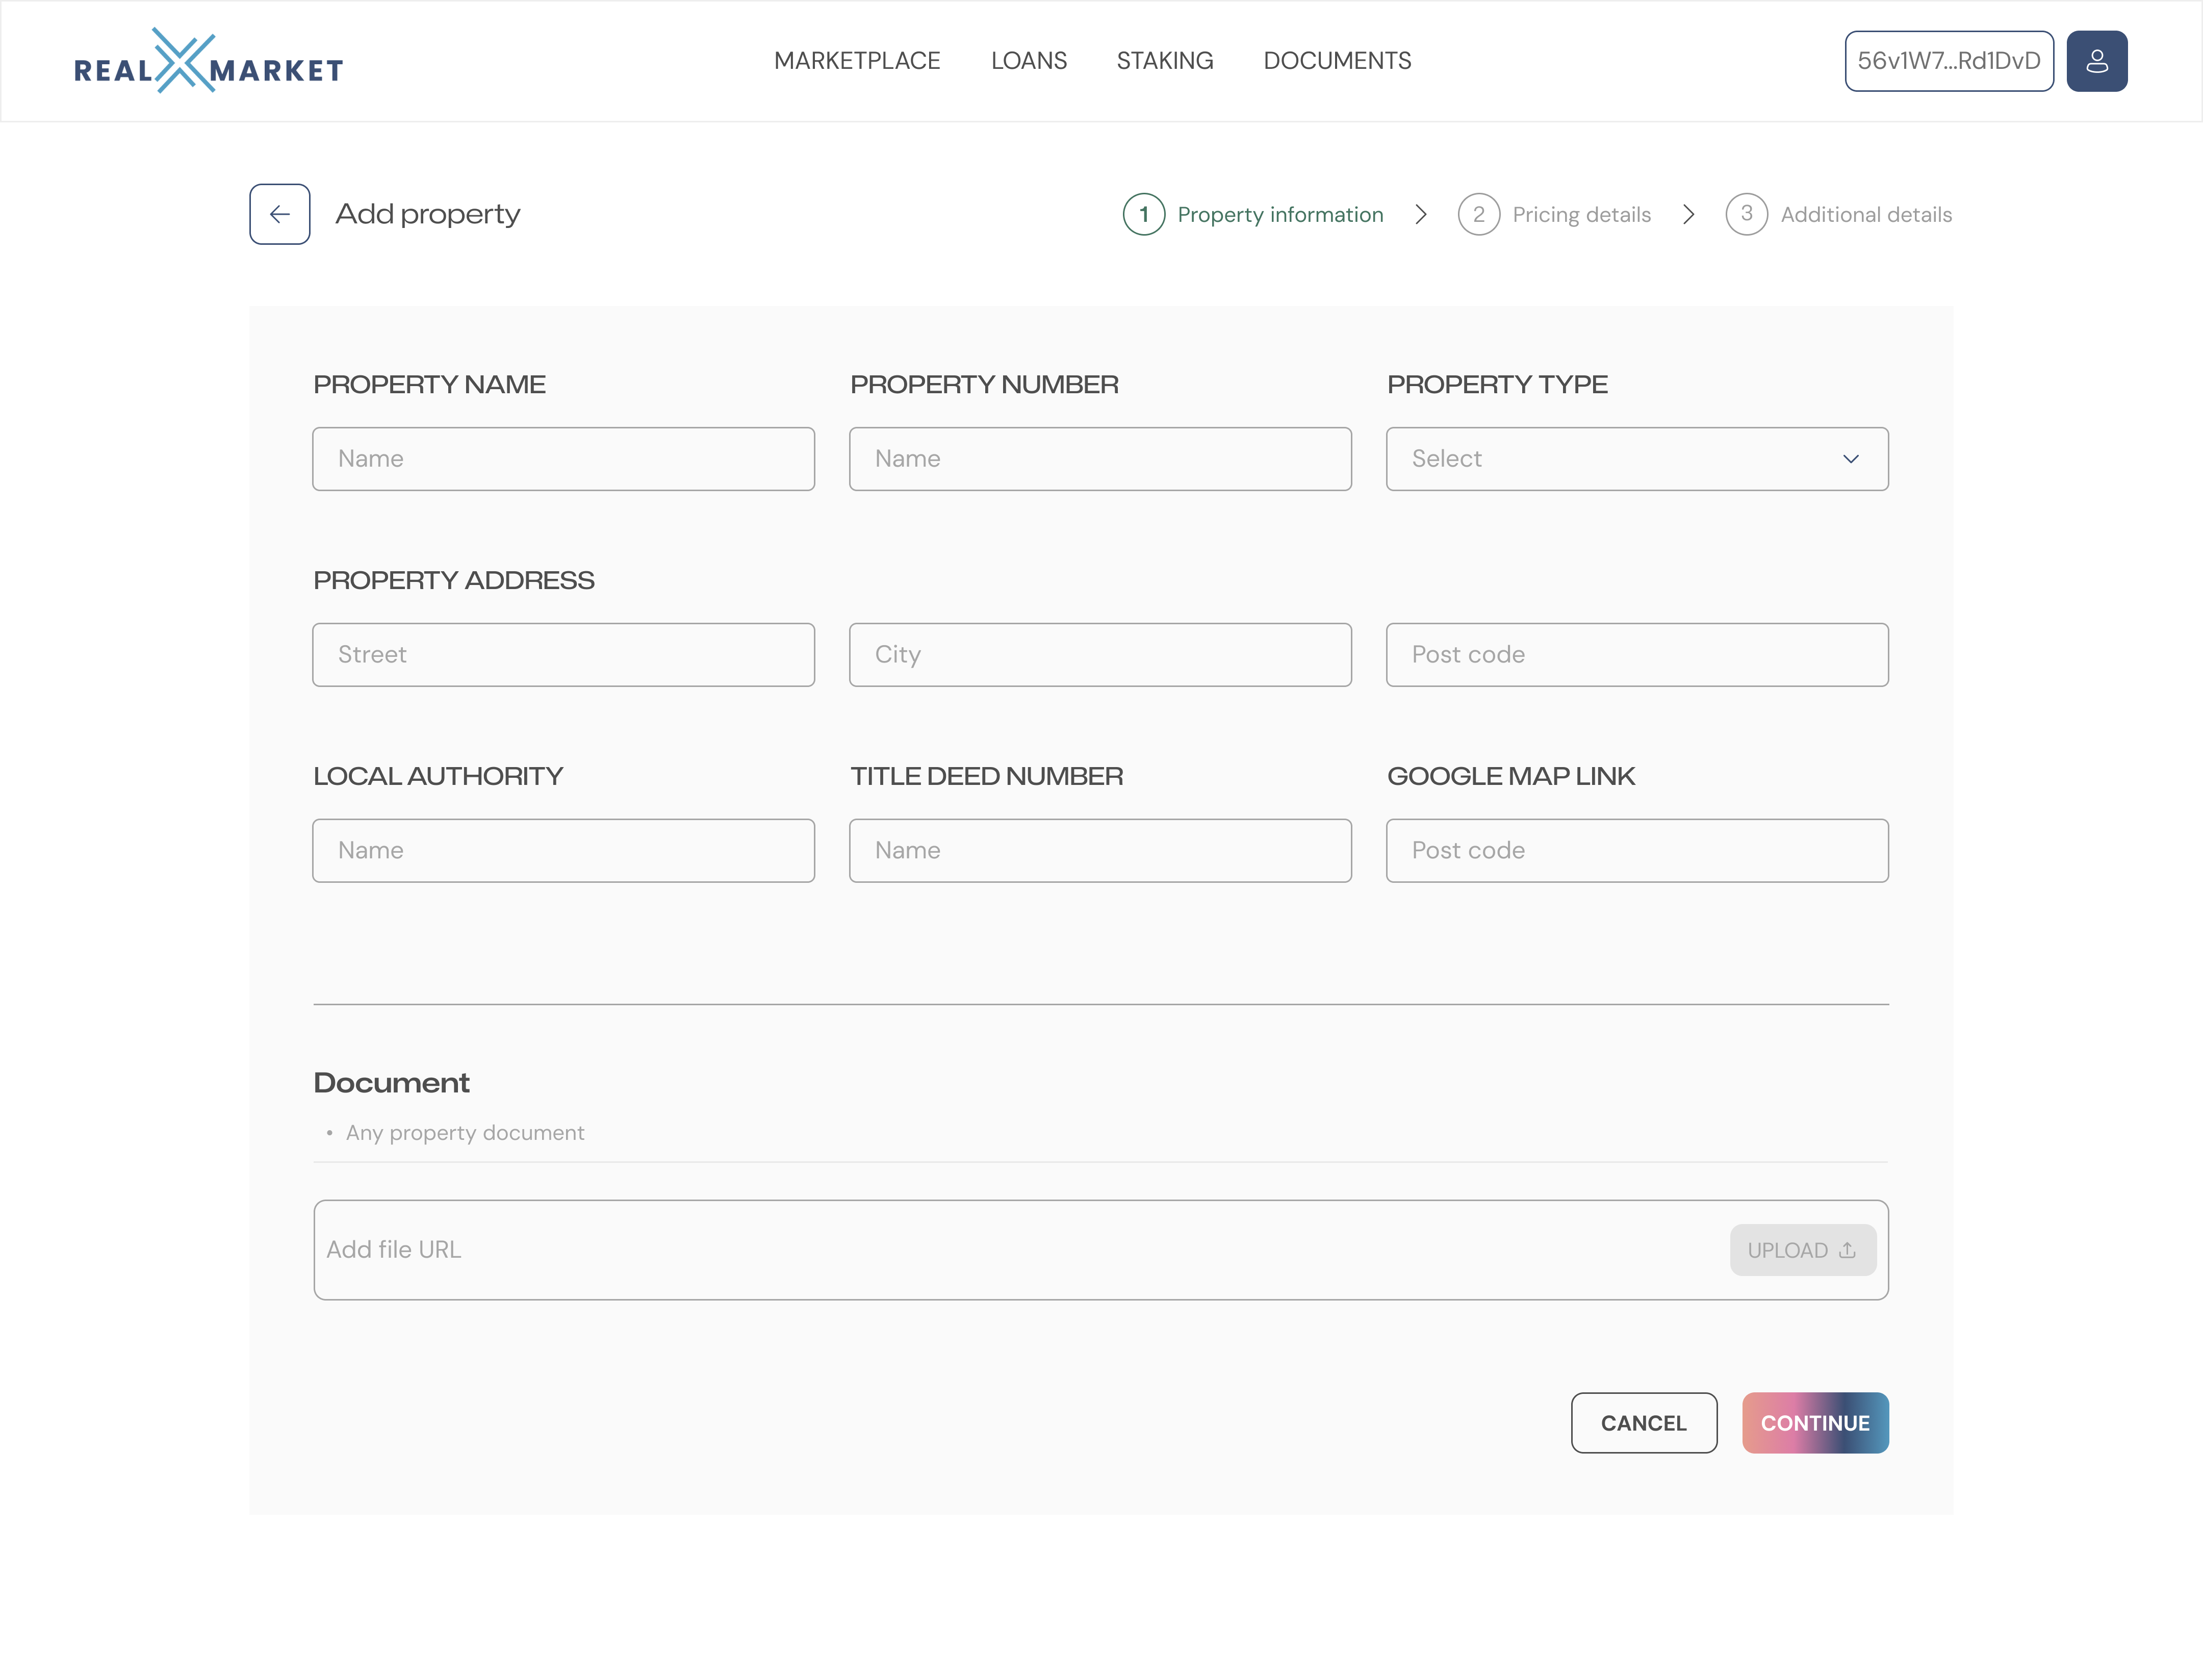 REAL MARKET
MARKETPLACE LOANS STAKING DOCUMENTS
56v1W7...Rd1DvD
Add property
1 Property information 2 Pricing details 3 Additional details
PROPERTY NAME PROPERTY NUMBER PROPERTY TYPE
Name Name Select
PROPERTY ADDRESS
Street City Post code
LOCAL AUTHORITY TITLE DEED NUMBER GOOGLE MAP LINK
Name Name Post code
Document
• Any property document
Add file URL UPLOAD
CANCEL CONTINUE